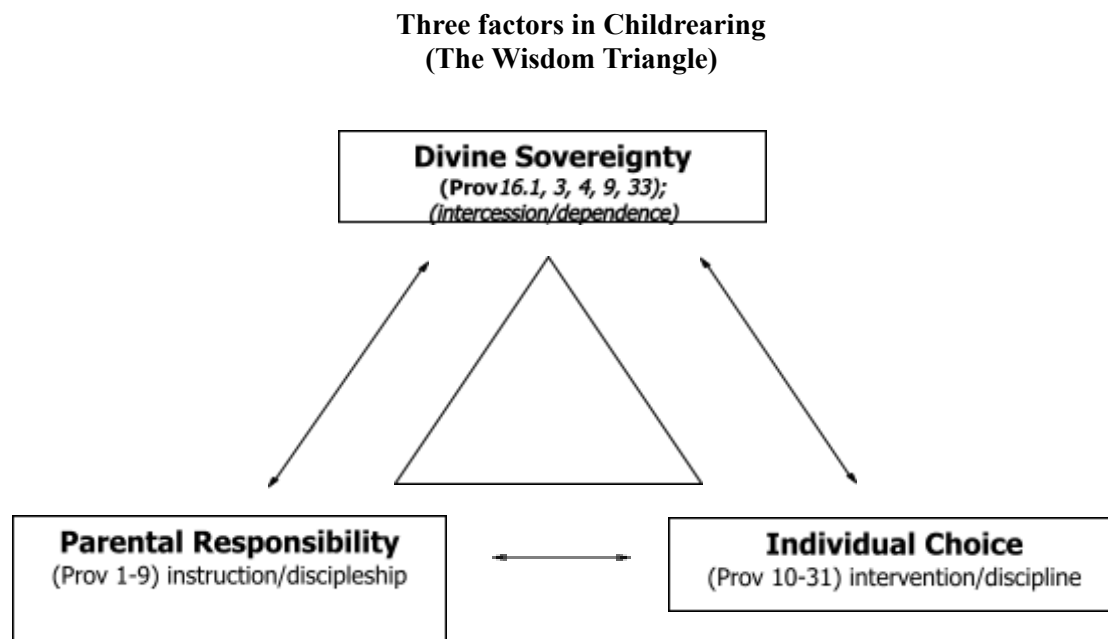 Three factors in Childrearing
(The Wisdom Triangle)
Divine Sovereignty
(Prov16.1, 3, 4, 9, 33);
(intercession/dependence)
Parental Responsibility
(Prov 1-9) instruction/discipleship
Individual Choice
(Prov 10-31) intervention/discipline